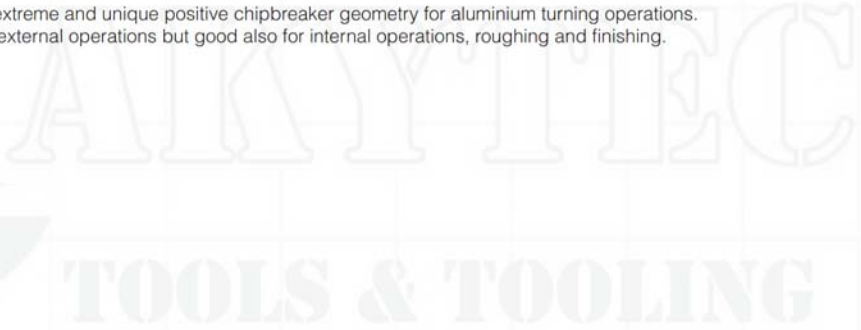 extreme and unique positive chipbreaker geometry for aluminium turning operations.
external operations but good also for internal operations, roughing and finishing.
AKYTEC
TOOLS & TOOLING